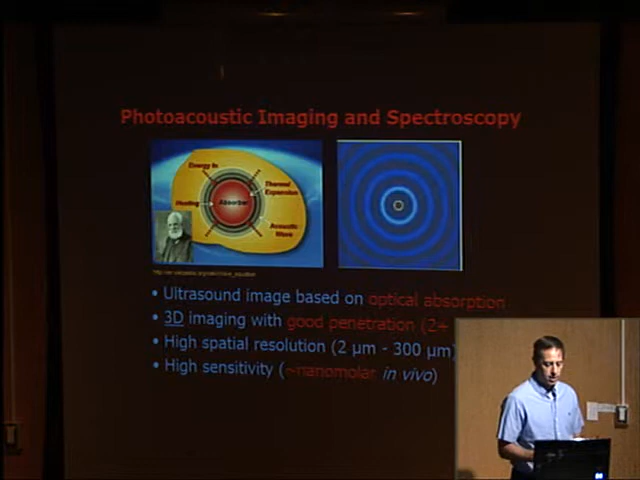 Photoacoustic Imaging and Spectroscopy
Energy In
Thermal
Expansion
Heating
Absorber
Acoustic
Wave
• Ultrasound image based on optical absorption
• 3D imaging with good penetration (2+
• High spatial resolution (2 µm - 300 µm)
• High sensitivity (~nanomolar in vivo)